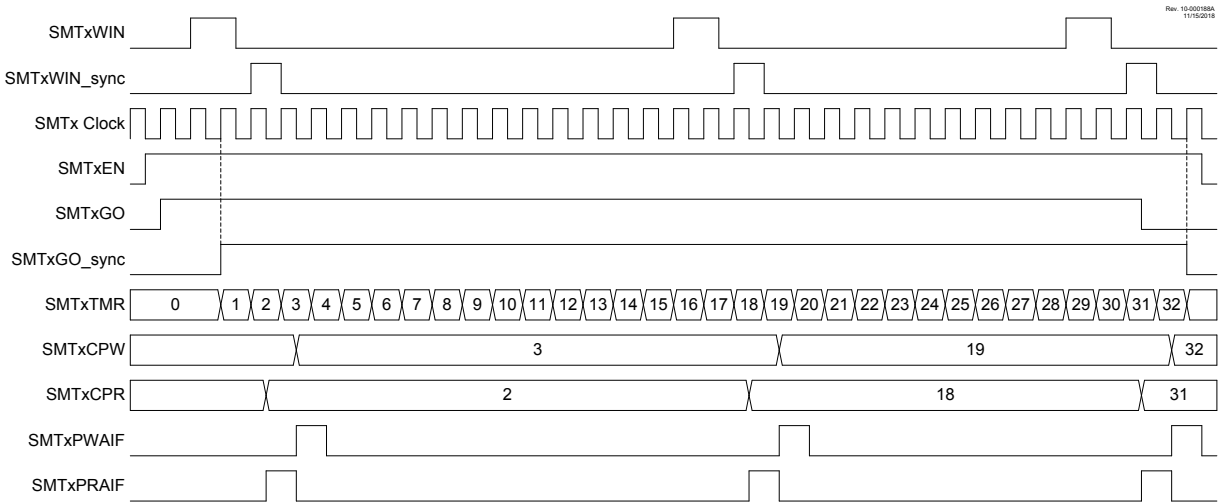 Rev. 10-000188A
11/15/2018
SMTxWIN
SMTxWIN_sync
SMTx Clock
SMTxEN
SMTxGO
SMTxGO_sync
SMTxTMR 0 1 2 3 4 5 6 7 8 9 10 11 12 13 14 15 16 17 18 19 20 21 22 23 24 25 26 27 28 29 30 31 32
SMTxCPW 3 19 32
SMTxCPR 2 18 31
SMTxPWAIF
SMTxPRAIF